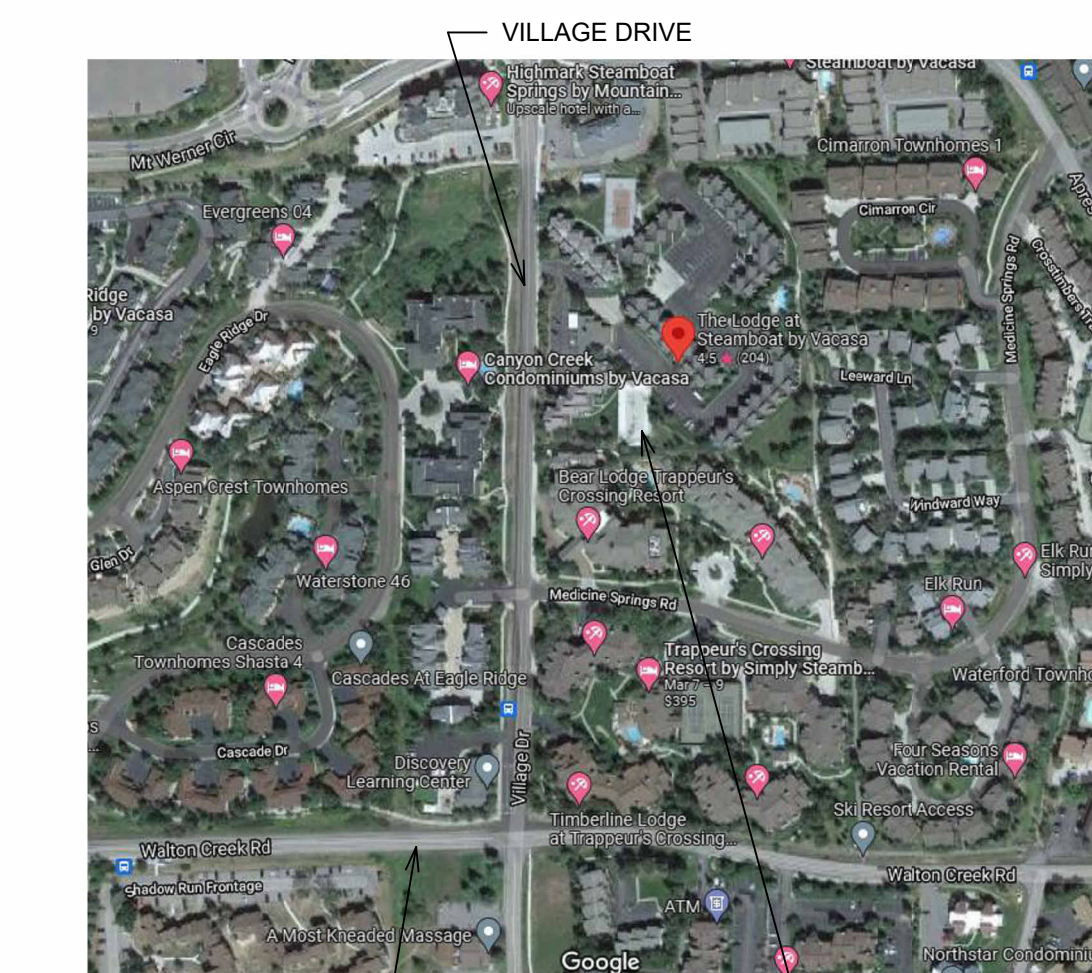 VILLAGE DRIVE
Steamboat by Vacasa
Highmark Steamboat
Springs by Mountain...
Upscale hotel with a...
Mt Werner Cir
Cimarron Townhomes 1
Evergreens 04
Cimarron Cir
Medicine Springs Rd
Ridge
by Vacasa
9
Eagle Ridge Dr
The Lodge at
Steamboat by Vacasa
4.5 ★ (204)
Canyon Creek
Condominiums by Vacasa
Leeward Ln
Aspen Crest Townhomes
Bear Lodge Trappeur's
Crossing Resort
Windward Way
Glen Dr
Waterstone 46
Medicine Springs Rd
Elk Run
Simply
Elk Run
Cascades
Townhomes Shasta 4
Cascades At Eagle Ridge
Trappeur's Crossing
Resort by Simply Steamb...
Mar 7 – 9
$395
Waterford Townho
Cascade Dr
Village Dr
Discovery
Learning Center
Four Seasons
Vacation Rental
Timberline Lodge
at Trappeur's Crossing...
Ski Resort Access
Walton Creek Rd
Walton Creek Rd
Shadow Run Frontage
ATM
A Most Kneaded Massage
Google
Northstar Condomini